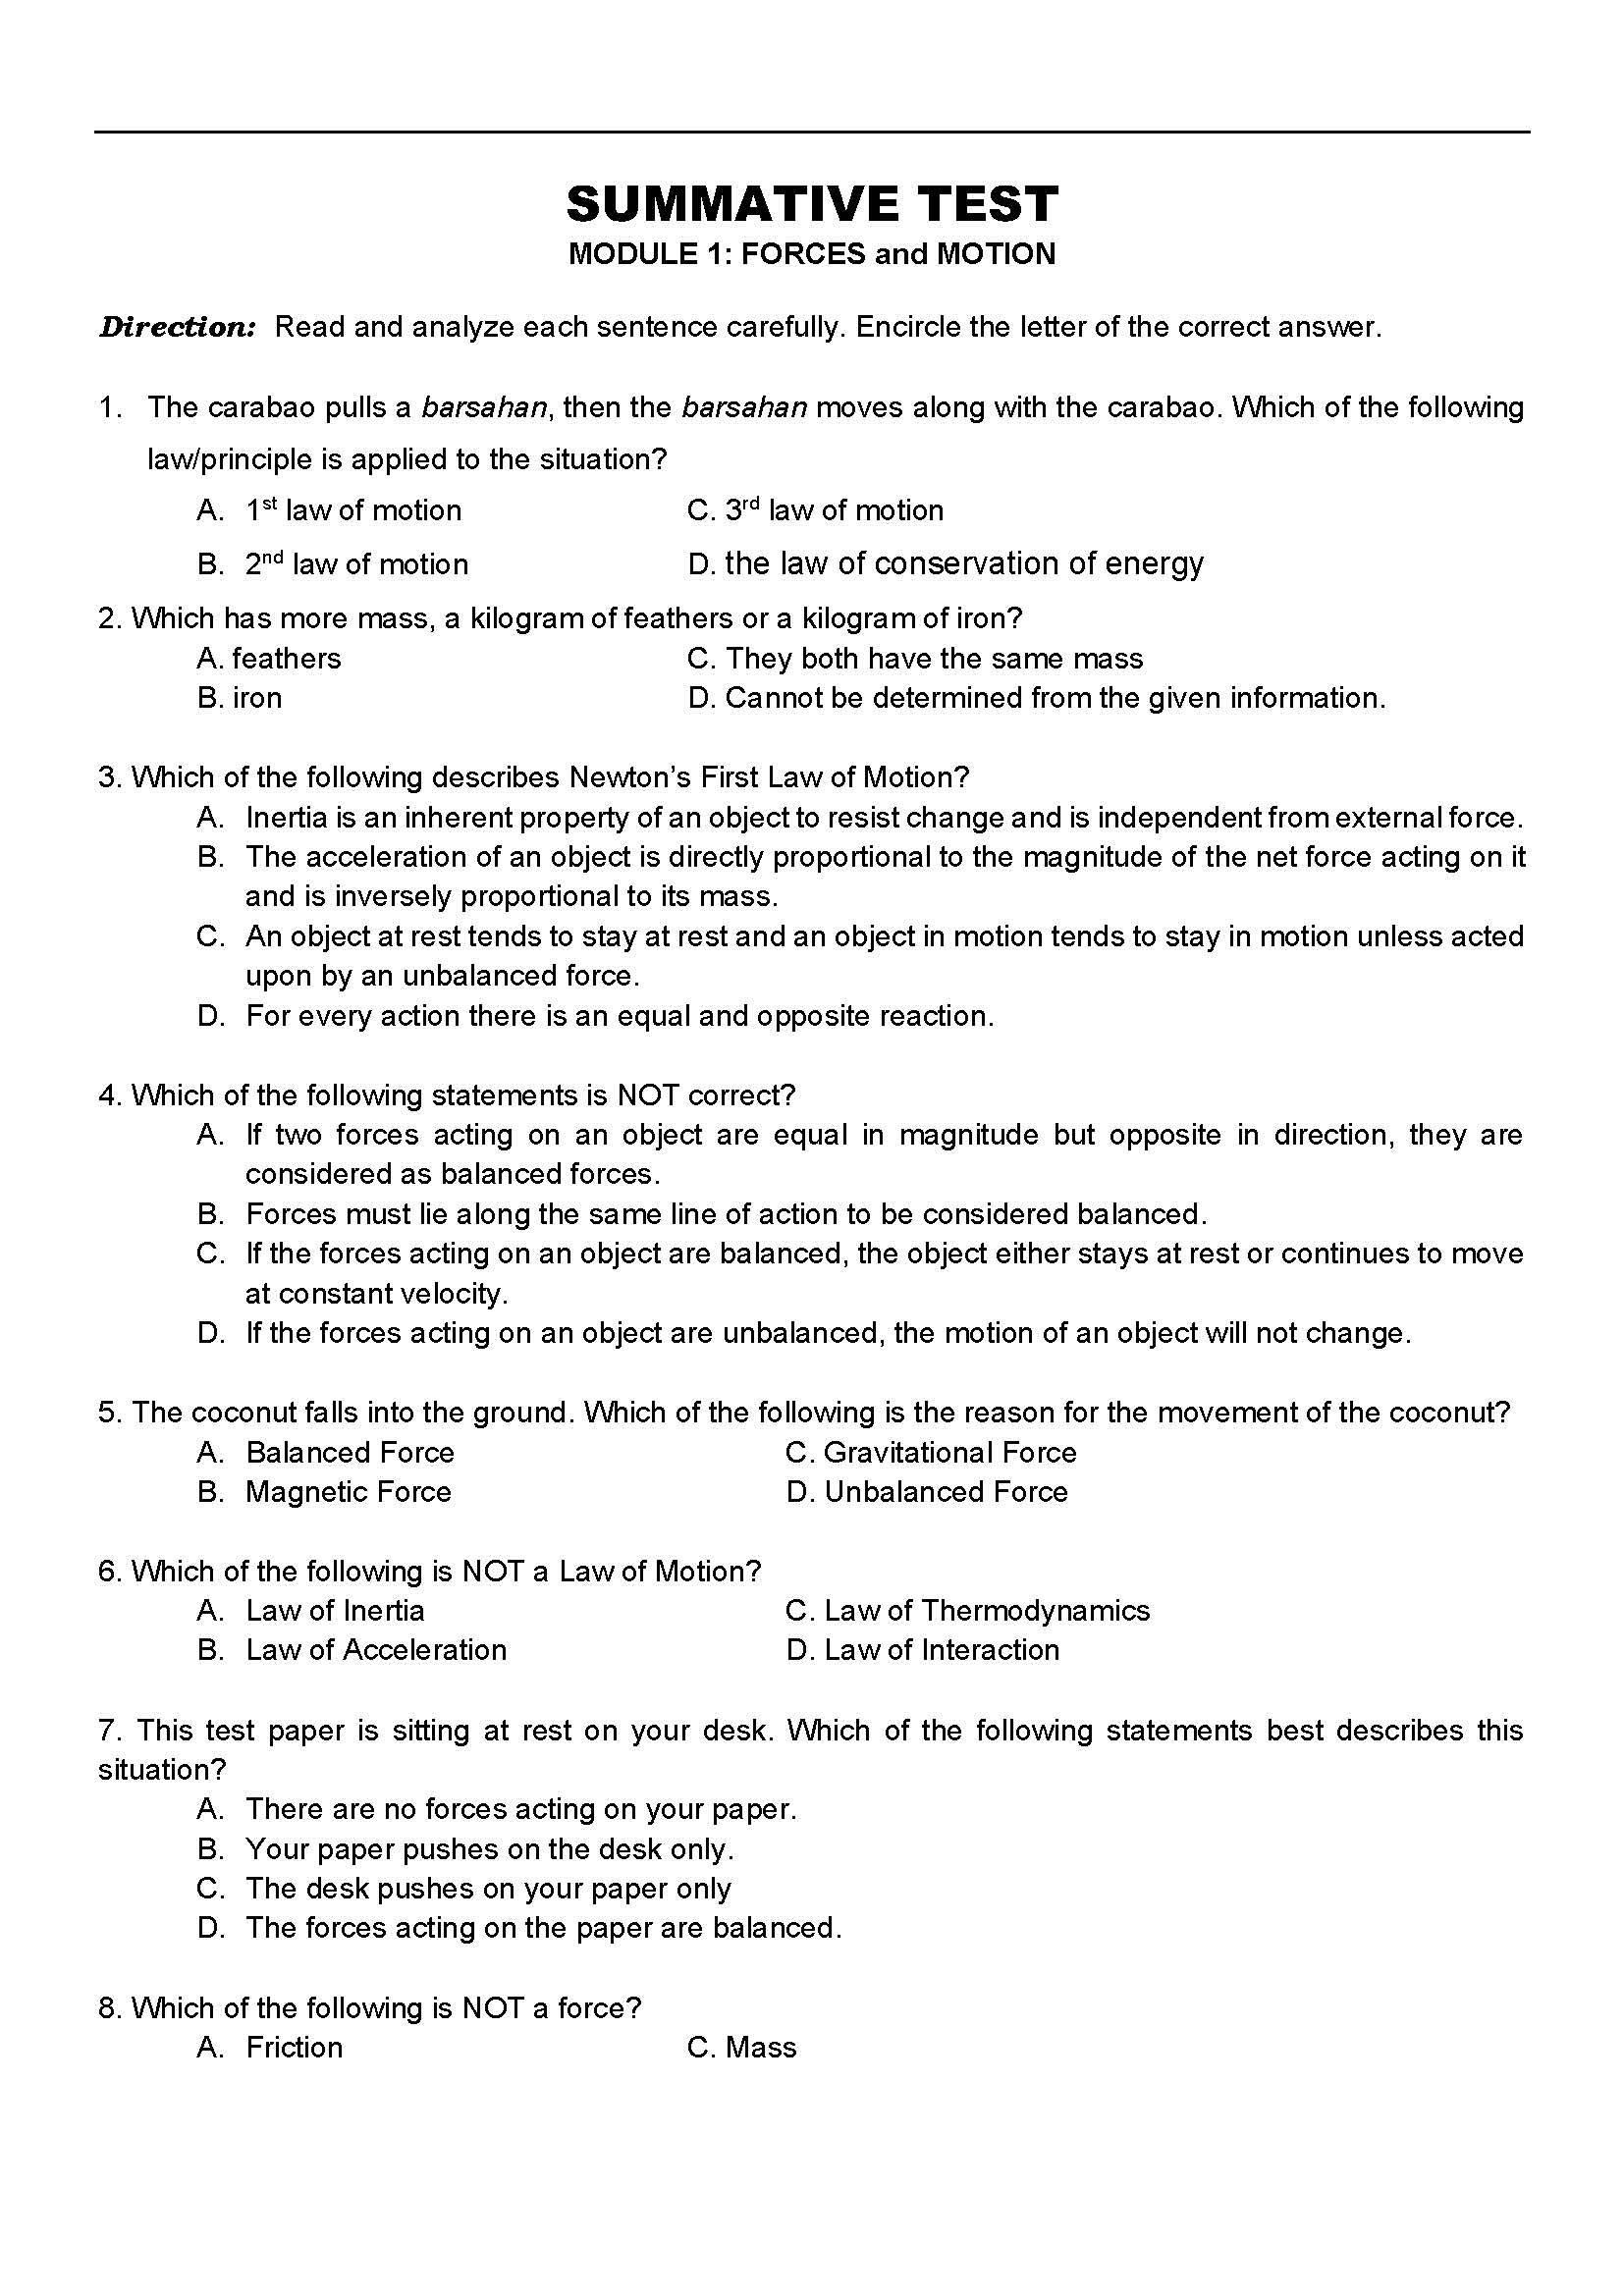 SUMMATIVE TEST
MODULE 1: FORCES and MOTION
Direction: Read and analyze each sentence carefully. Encircle the letter of the correct answer.
1. The carabao pulls a barsahan, then the barsahan moves along with the carabao. Which of the following
law/principle is applied to the situation?
A. 1st law of motion C. 3rd law of motion
B. 2nd law of motion D. the law of conservation of energy
2. Which has more mass, a kilogram of feathers or a kilogram of iron?
A. feathers C. They both have the same mass
B. iron D. Cannot be determined from the given information.
3. Which of the following describes Newton's First Law of Motion?
A. Inertia is an inherent property of an object to resist change and is independent from external force.
B. The acceleration of an object is directly proportional to the magnitude of the net force acting on it
and is inversely proportional to its mass.
C. An object at rest tends to stay at rest and an object in motion tends to stay in motion unless acted
upon by an unbalanced force.
D. For every action there is an equal and opposite reaction.
4. Which of the following statements is NOT correct?
A. If two forces acting on an object are equal in magnitude but opposite in direction, they are
considered as balanced forces.
B. Forces must lie along the same line of action to be considered balanced.
C. If the forces acting on an object are balanced, the object either stays at rest or continues to move
at constant velocity.
D. If the forces acting on an object are unbalanced, the motion of an object will not change.
5. The coconut falls into the ground. Which of the following is the reason for the movement of the coconut?
A. Balanced Force C. Gravitational Force
B. Magnetic Force D. Unbalanced Force
6. Which of the following is NOT a Law of Motion?
A. Law of Inertia C. Law of Thermodynamics
B. Law of Acceleration D. Law of Interaction
7. This test paper is sitting at rest on your desk. Which of the following statements best describes this
situation?
A. There are no forces acting on your paper.
B. Your paper pushes on the desk only.
C. The desk pushes on your paper only
D. The forces acting on the paper are balanced.
8. Which of the following is NOT a force?
A. Friction C. Mass